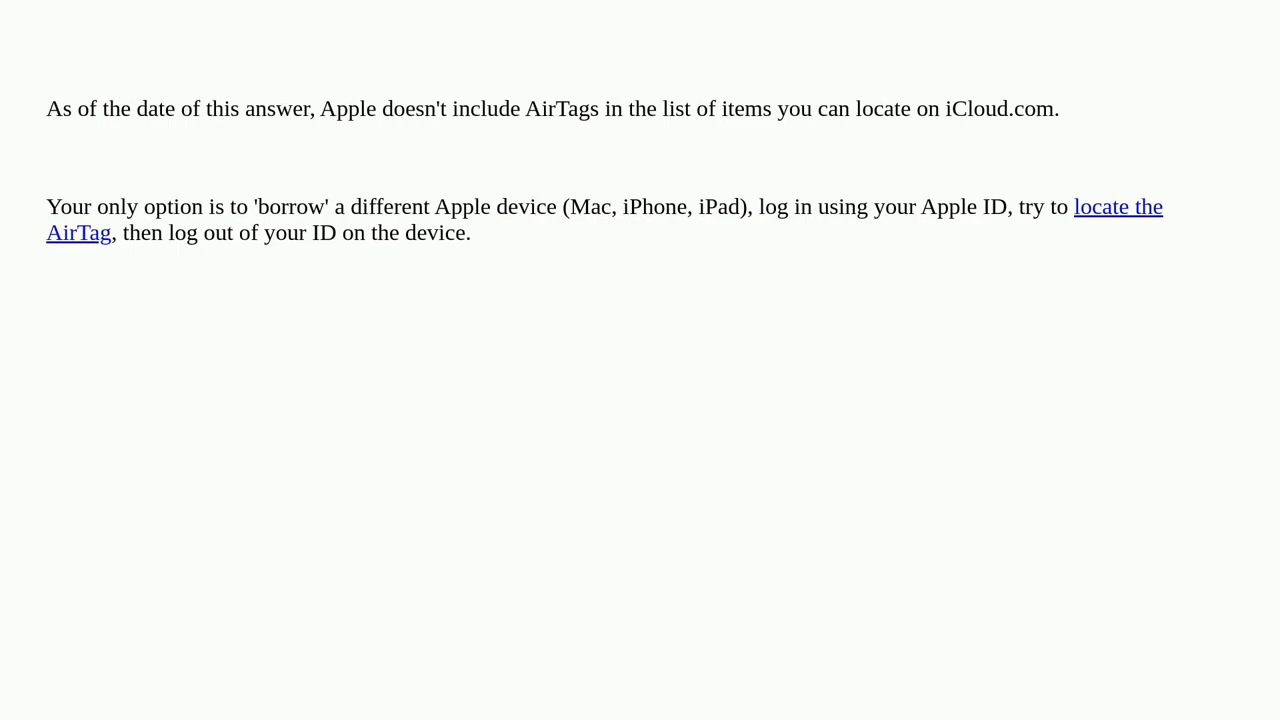 As of the date of this answer, Apple doesn't include AirTags in the list of items you can locate on iCloud.com.
Your only option is to 'borrow' a different Apple device (Mac, iPhone, iPad), log in using your Apple ID, try to locate the
AirTag, then log out of your ID on the device.